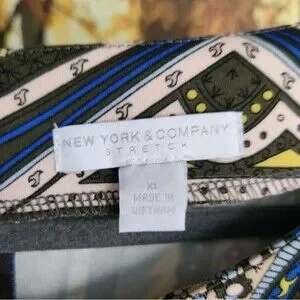 NEW YORK & COMPANY
STRETCH
XL
MADE IN
VIETNAM